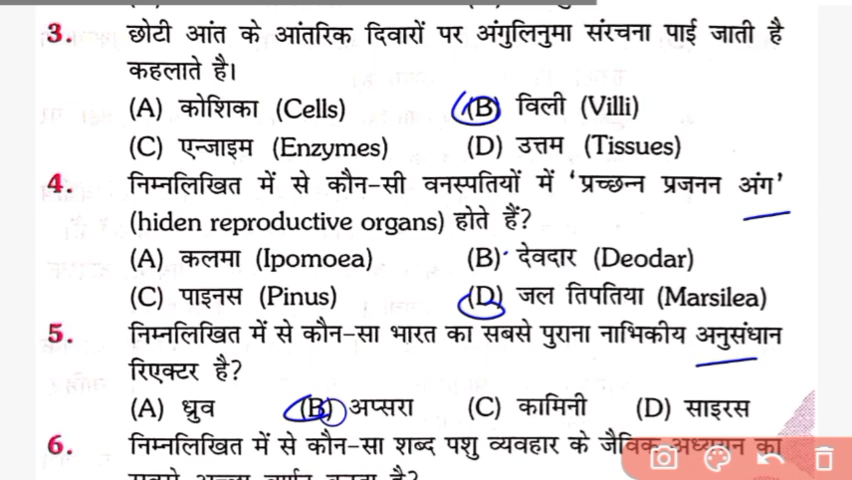 3. छोटी आंत के आंतरिक दिवारों पर अंगुलिनुमा संरचना पाई जाती है
कहलाते है।
(A) कोशिका (Cells) (B) विली (Villi)
(C) एन्जाइम (Enzymes) (D) उत्तम (Tissues)
4. निम्नलिखित में से कौन-सी वनस्पतियों में ‘प्रच्छन्न प्रजनन अंग’
(hiden reproductive organs) होते हैं?
(A) कलमा (Ipomoea) (B) देवदार (Deodar)
(C) पाइनस (Pinus) (D) जल तिपतिया (Marsilea)
5. निम्नलिखित में से कौन-सा भारत का सबसे पुराना नाभिकीय अनुसंधान
रिएक्टर है?
(A) ध्रुव (B) अप्सरा (C) कामिनी (D) साइरस
6. निम्नलिखित में से कौन-सा शब्द पशु व्यवहार के जैविक अध्ययन का